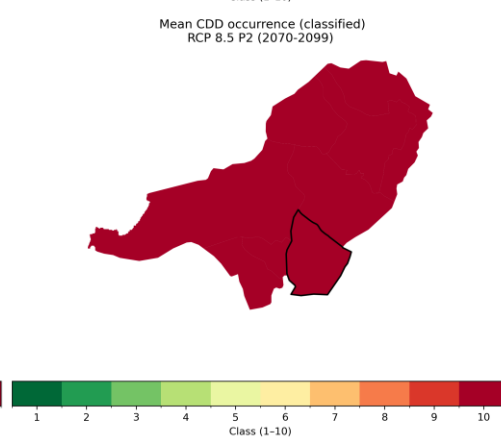 Mean CDD occurrence (classified)
RCP 8.5 P2 (2070-2099)
1 2 3 4 5 6 7 8 9 10
Class (1–10)